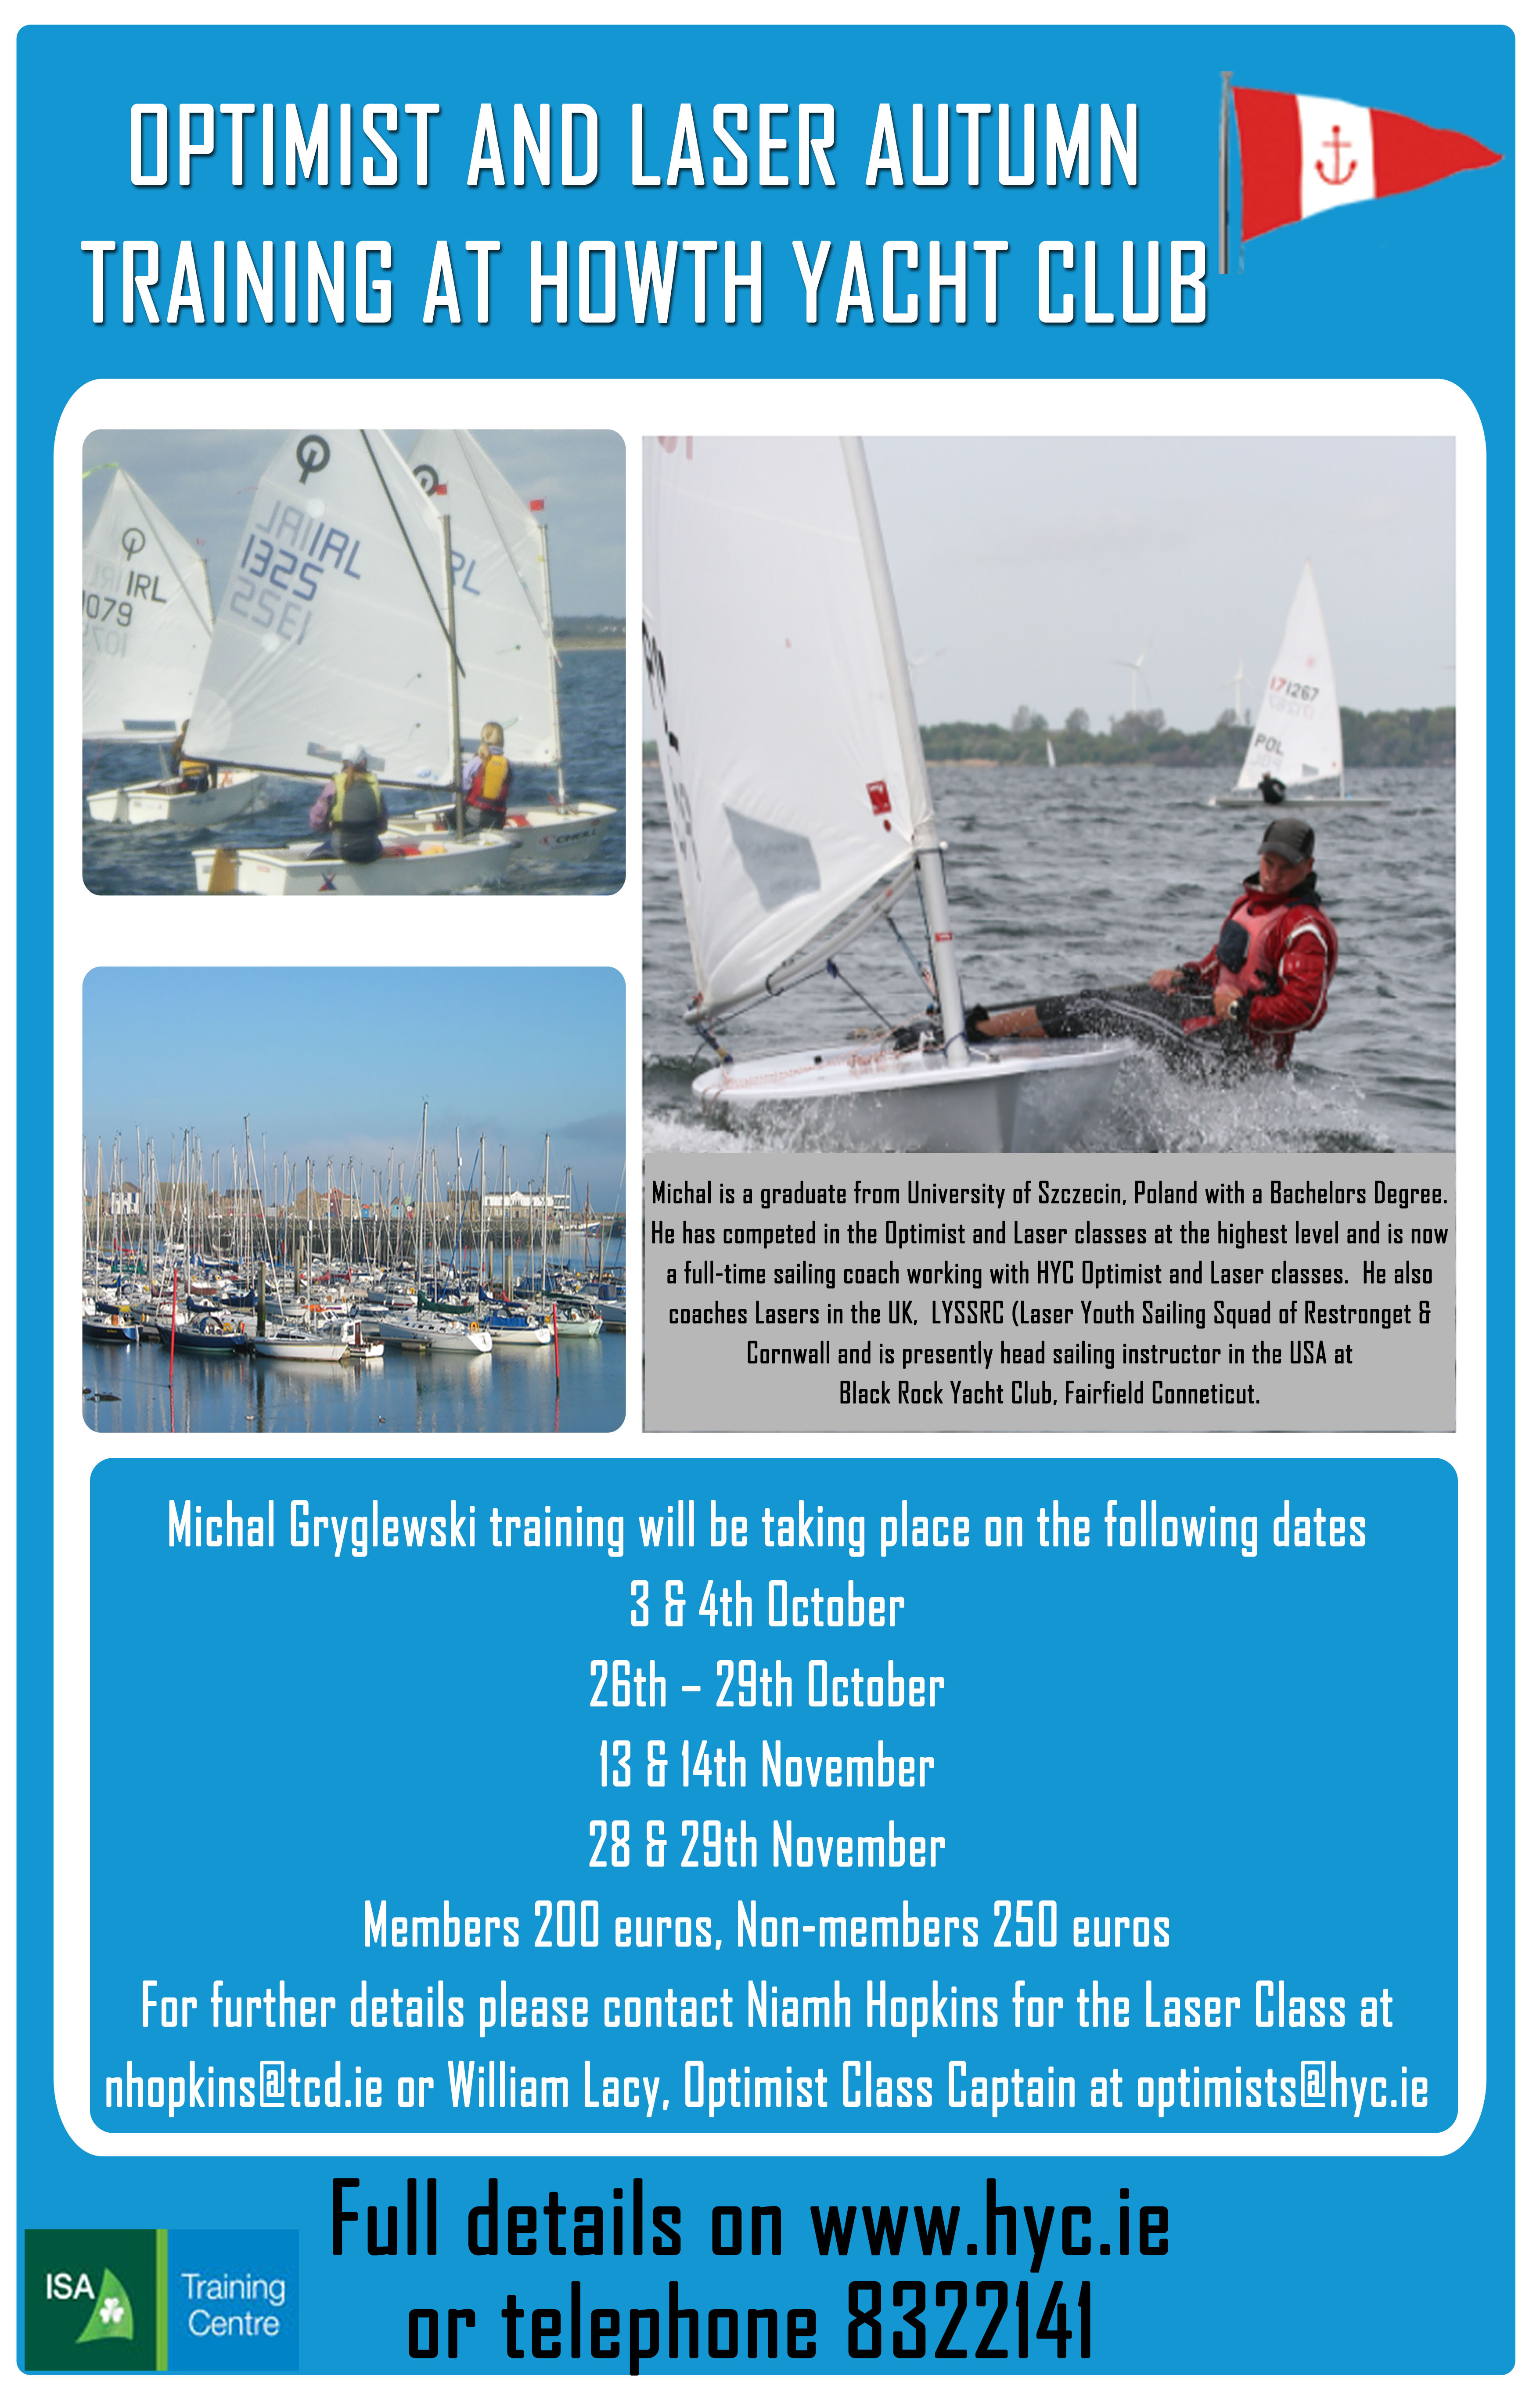 OPTIMIST AND LASER AUTUMN
TRAINING AT HOWTH YACHT CLUB
IRL
1079
IRL
1325
RL
171267
POL
Michal is a graduate from University of Szczecin, Poland with a Bachelors Degree.
He has competed in the Optimist and Laser classes at the highest level and is now
a full-time sailing coach working with HYC Optimist and Laser classes.  He also
coaches Lasers in the UK,  LYSSRC (Laser Youth Sailing Squad of Restronget &
Cornwall and is presently head sailing instructor in the USA at
Black Rock Yacht Club, Fairfield Conneticut.
Michal Gryglewski training will be taking place on the following dates
3 & 4th October
26th – 29th October
13 & 14th November
28 & 29th November
Members 200 euros, Non-members 250 euros
For further details please contact Niamh Hopkins for the Laser Class at
nhopkins@tcd.ie or William Lacy, Optimist Class Captain at optimists@hyc.ie
Full details on www.hyc.ie
or telephone 8322141
ISA
Training
Centre